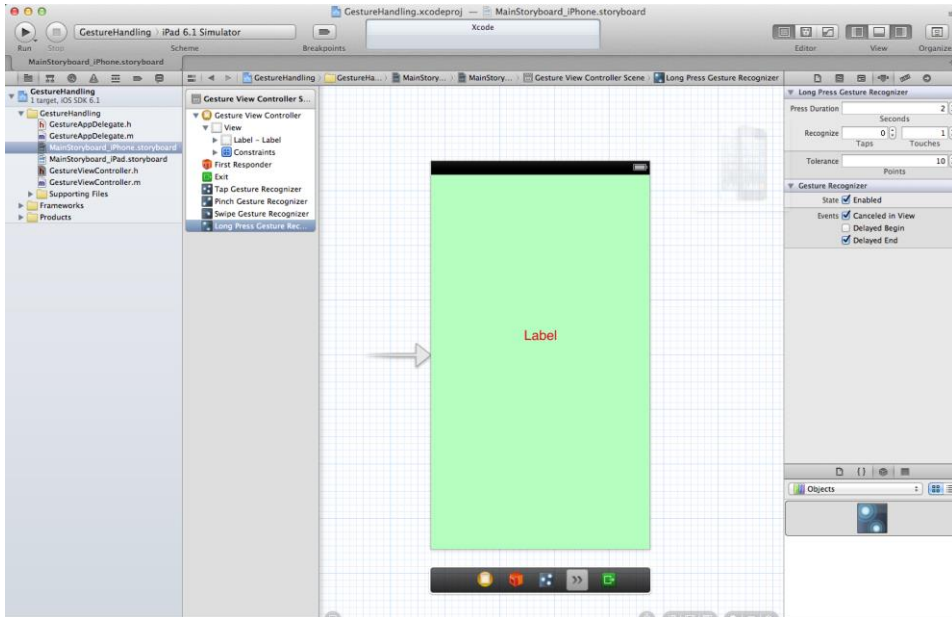 GestureHandling.xcodeproj — MainStoryboard_iPhone.storyboard
GestureHandling › iPad 6.1 Simulator
Xcode
Run Stop Scheme Breakpoints Editor View Organize
MainStoryboard_iPhone.storyboard
GestureHandling GestureHa... MainStory... MainStory... Gesture View Controller Scene Long Press Gesture Recognizer
GestureHandling
1 target, iOS SDK 6.1
GestureHandling
GestureAppDelegate.h
GestureAppDelegate.m
MainStoryboard_iPhone.storyboard
MainStoryboard_iPad.storyboard
GestureViewController.h
GestureViewController.m
Supporting Files
Frameworks
Products
Gesture View Controller S...
Gesture View Controller
View
Label – Label
Constraints
First Responder
Exit
Tap Gesture Recognizer
Pinch Gesture Recognizer
Swipe Gesture Recognizer
Long Press Gesture Rec...
Label
Long Press Gesture Recognizer
Press Duration 2
Seconds
Recognize 0 1
Taps Touches
Tolerance 10
Points
Gesture Recognizer
State Enabled
Events Canceled in View
Delayed Begin
Delayed End
Objects